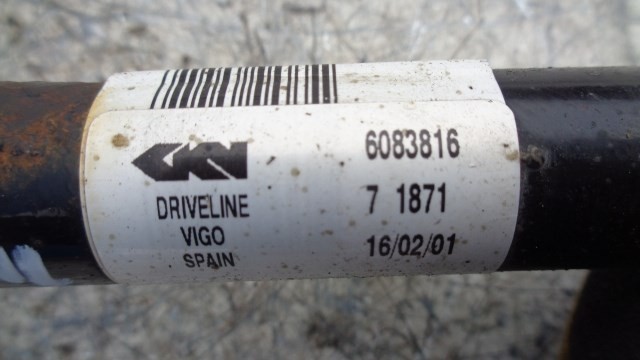 GKN
DRIVELINE
VIGO
SPAIN
6083816
7 1871
16/02/01